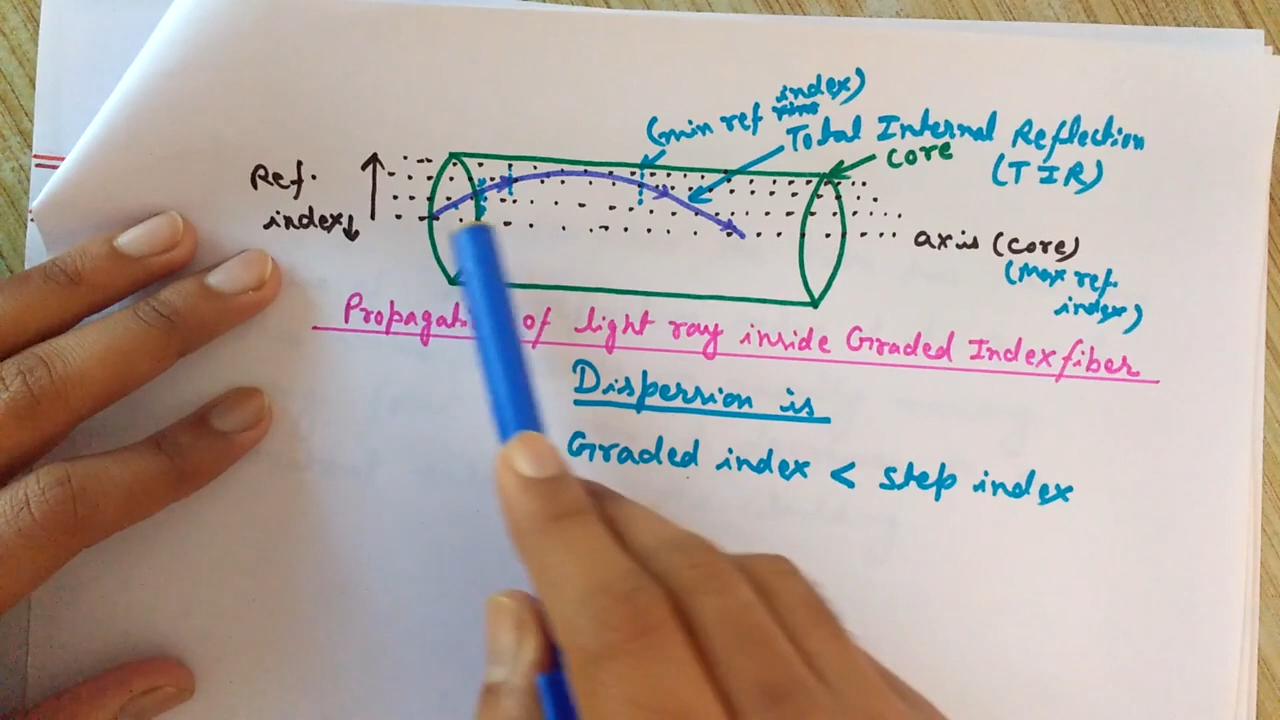 index)
(min ref
Total Internal Reflection
(TIR)
core
Ref.
index↓
axis (core)
(Max ref.
index)
of light ray inside Graded Index fiber
Dispersion is
Graded index < step index